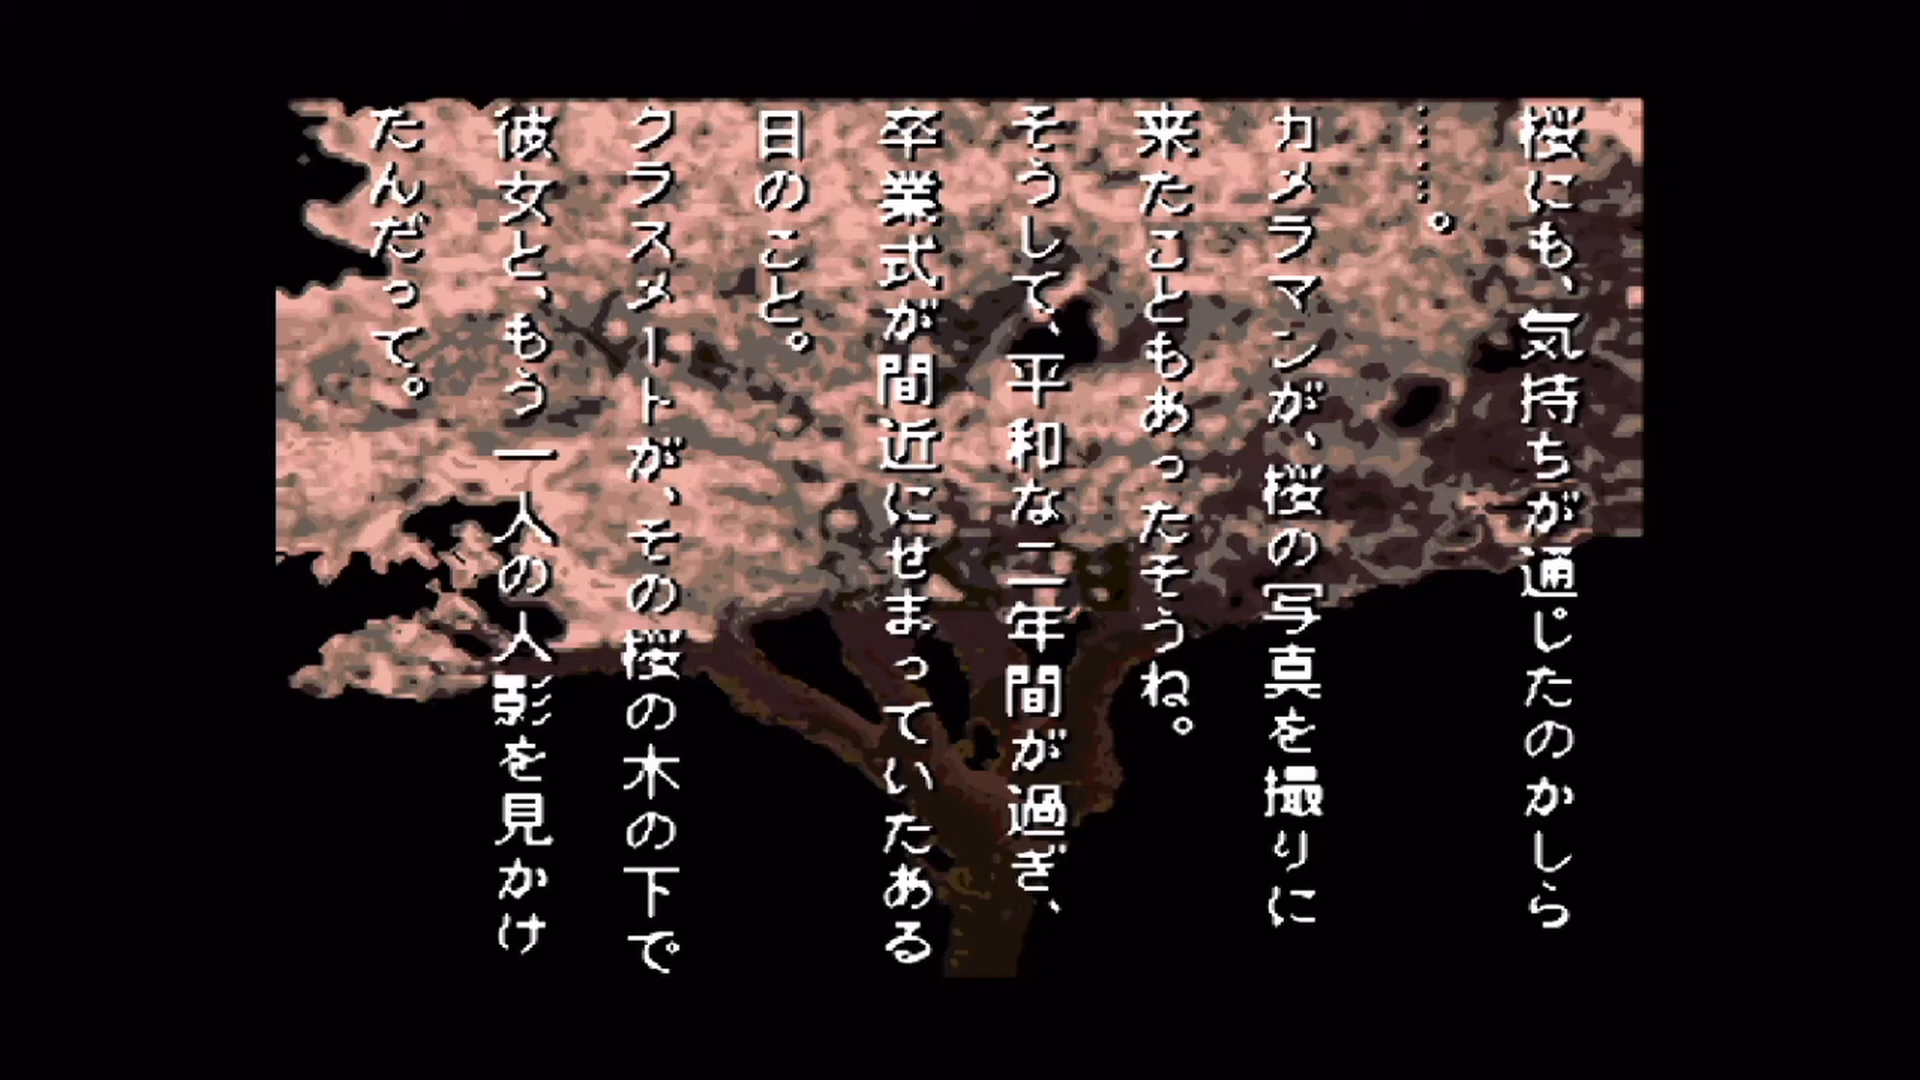 桜にも、気持ちが通じたのかしら
……。
カメラマンが、桜の写真を撮りに
来たこともあったそうね。
そうして、平和な二年間が過ぎ、
卒業式が間近にせまっていたある
日のこと。
クラスメートが、その桜の木の下で
彼女と、もう一人の人影を見かけ
たんだって。